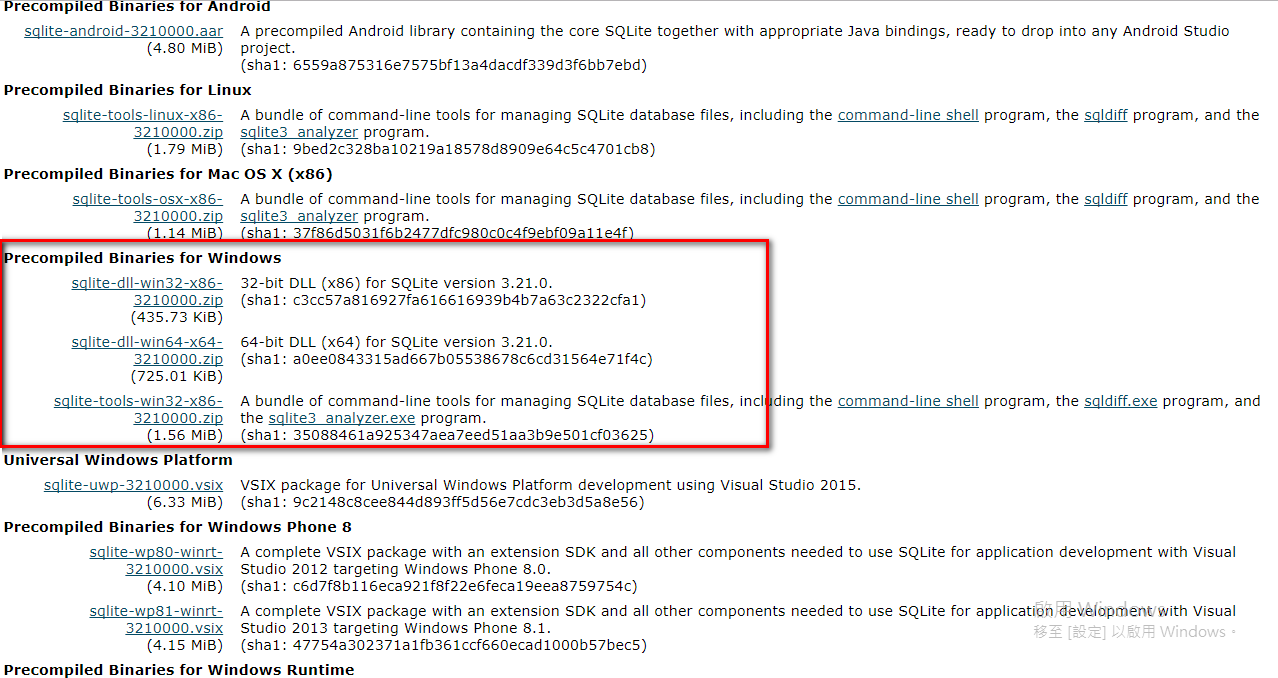 Precompiled Binaries for Android
sqlite-android-3210000.aar
(4.80 MiB)
A precompiled Android library containing the core SQLite together with appropriate Java bindings, ready to drop into any Android Studio
project.
(sha1: 6559a875316e7575bf13a4dacdf339d3f6bb7ebd)
Precompiled Binaries for Linux
sqlite-tools-linux-x86-
3210000.zip
(1.79 MiB)
A bundle of command-line tools for managing SQLite database files, including the command-line shell program, the sqldiff program, and the
sqlite3_analyzer program.
(sha1: 9bed2c328ba10219a18578d8909e64c5c4701cb8)
Precompiled Binaries for Mac OS X (x86)
sqlite-tools-osx-x86-
3210000.zip
(1.14 MiB)
A bundle of command-line tools for managing SQLite database files, including the command-line shell program, the sqldiff program, and the
sqlite3_analyzer program.
(sha1: 37f86d5031f6b2477dfc980c0c4f9ebf09a11e4f)
Precompiled Binaries for Windows
sqlite-dll-win32-x86-
3210000.zip
(435.73 KiB)
32-bit DLL (x86) for SQLite version 3.21.0.
(sha1: c3cc57a816927fa616616939b4b7a63c2322cfa1)
sqlite-dll-win64-x64-
3210000.zip
(725.01 KiB)
64-bit DLL (x64) for SQLite version 3.21.0.
(sha1: a0ee0843315ad667b05538678c6cd31564e71f4c)
sqlite-tools-win32-x86-
3210000.zip
(1.56 MiB)
A bundle of command-line tools for managing SQLite database files, including the command-line shell program, the sqldiff.exe program, and
the sqlite3_analyzer.exe program.
(sha1: 35088461a925347aea7eed51aa3b9e501cf03625)
Universal Windows Platform
sqlite-uwp-3210000.vsix
(6.33 MiB)
VSIX package for Universal Windows Platform development using Visual Studio 2015.
(sha1: 9c2148c8cee844d893ff5d56e7cdc3eb3d5a8e56)
Precompiled Binaries for Windows Phone 8
sqlite-wp80-winrt-
3210000.vsix
(4.10 MiB)
A complete VSIX package with an extension SDK and all other components needed to use SQLite for application development with Visual
Studio 2012 targeting Windows Phone 8.0.
(sha1: c6d7f8b116eca921f8f22e6feca19eea8759754c)
sqlite-wp81-winrt-
3210000.vsix
(4.15 MiB)
A complete VSIX package with an extension SDK and all other components needed to use SQLite for application development with Visual
Studio 2013 targeting Windows Phone 8.1.
(sha1: 47754a302371a1fb361ccf660ecad1000b57bec5)
啟用 Windows
移至 [設定] 以啟用 Windows。
Precompiled Binaries for Windows Runtime